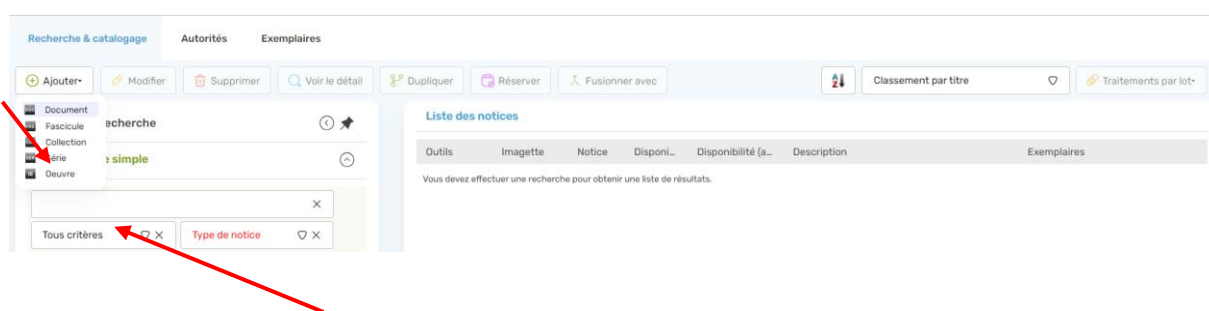 Recherche & catalogage Autorités Exemplaires
Ajouter Modifier Supprimer Voir le détail Dupliquer Réserver Fusionner avec Classement par titre Traitements par lot
Document
Fascicule
Collection
Oeuvre
simple
Tous critères Type de notice
Liste des notices
Outils Imagette Notice Disponi... Disponibilité (a... Description Exemplaires
Vous devez effectuer une recherche pour obtenir une liste de résultats.